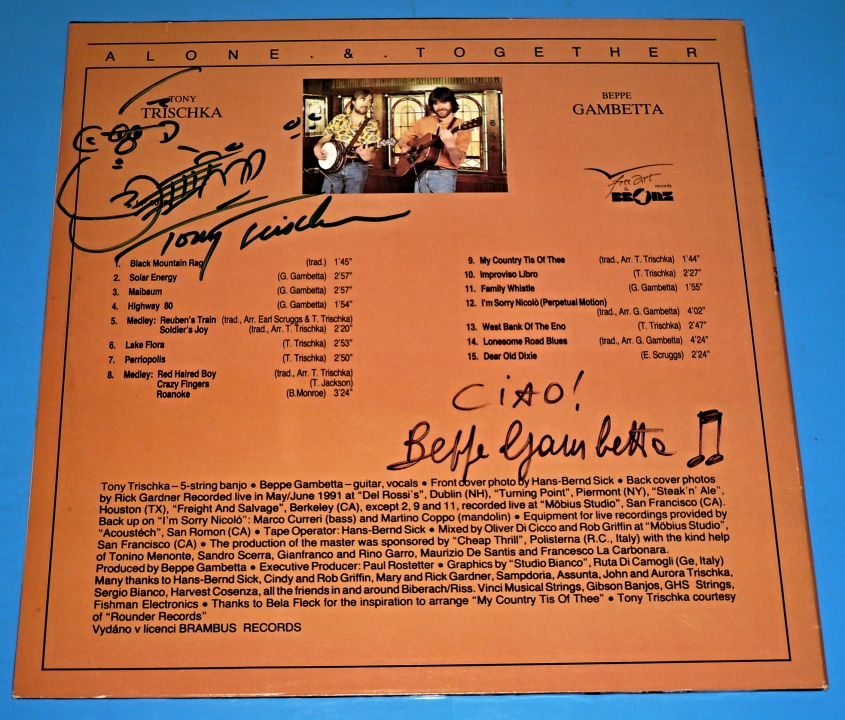 ALONE . & . TOGETHER
TONY
TRISCHKA
BEPPE
GAMBETTA
free art
& records
BRONZ
Tony Trischka
1. Black Mountain Rag (trad.) 1'45"
2. Solar Energy (G. Gambetta) 2'57"
3. Maibaum (G. Gambetta) 2'57"
4. Highway 80 (G. Gambetta) 1'54"
5. Medley: Reuben's Train (trad., Arr. Earl Scruggs & T. Trischka)
Soldier's Joy (trad., Arr. T. Trischka) 2'20"
6. Lake Flora (T. Trischka) 2'53"
7. Perriopolis (T. Trischka) 2'50"
8. Medley: Red Haired Boy (trad., Arr. T. Trischka)
Crazy Fingers (T. Jackson)
Roanoke (B.Monroe) 3'24"
9. My Country Tis Of Thee (trad., Arr. T. Trischka) 1'44"
10. Improviso Libro (T. Trischka) 2'27"
11. Family Whistle (G. Gambetta) 1'55"
12. I'm Sorry Nicolò (Perpetual Motion)
(trad., Arr. G. Gambetta) 4'02"
13. West Bank Of The Eno (T. Trischka) 2'47"
14. Lonesome Road Blues (trad., Arr. G. Gambetta) 4'24"
15. Dear Old Dixie (E. Scruggs) 2'24"
CIAO!
Beppe Gambetta
Tony Trischka – 5-string banjo • Beppe Gambetta – guitar, vocals • Front cover photo by Hans-Bernd Sick • Back cover photos
by Rick Gardner Recorded live in May/June 1991 at "Del Rossi's", Dublin (NH), "Turning Point", Piermont (NY), "Steak'n' Ale",
Houston (TX), "Freight And Salvage", Berkeley (CA), except 2, 9 and 11, recorded live at "Möbius Studio", San Francisco (CA).
Back up on "I'm Sorry Nicolò": Marco Curreri (bass) and Martino Coppo (mandolin) • Equipment for live recordings provided by
"Acoustéch", San Romon (CA) • Tape Operator: Hans-Bernd Sick • Mixed by Oliver Di Cicco and Rob Griffin at "Möbius Studio",
San Francisco (CA) • The production of the master was sponsored by "Cheap Thrill", Polisterna (R.C., Italy) with the kind help
of Tonino Menonte, Sandro Scerra, Gianfranco and Rino Garro, Maurizio De Santis and Francesco La Carbonara.
Produced by Beppe Gambetta • Executive Producer: Paul Rostetter • Graphics by "Studio Bianco", Ruta Di Camogli (Ge, Italy)
Many thanks to Hans-Bernd Sick, Cindy and Rob Griffin, Mary and Rick Gardner, Sampdoria, Assunta, John and Aurora Trischka,
Sergio Bianco, Harvest Cosenza, all the friends in and around Biberach/Riss. Vinci Musical Strings, Gibson Banjos, GHS Strings,
Fishman Electronics • Thanks to Bela Fleck for the inspiration to arrange "My Country Tis Of Thee" • Tony Trischka courtesy
of "Rounder Records"
Vydáno v licenci BRAMBUS RECORDS